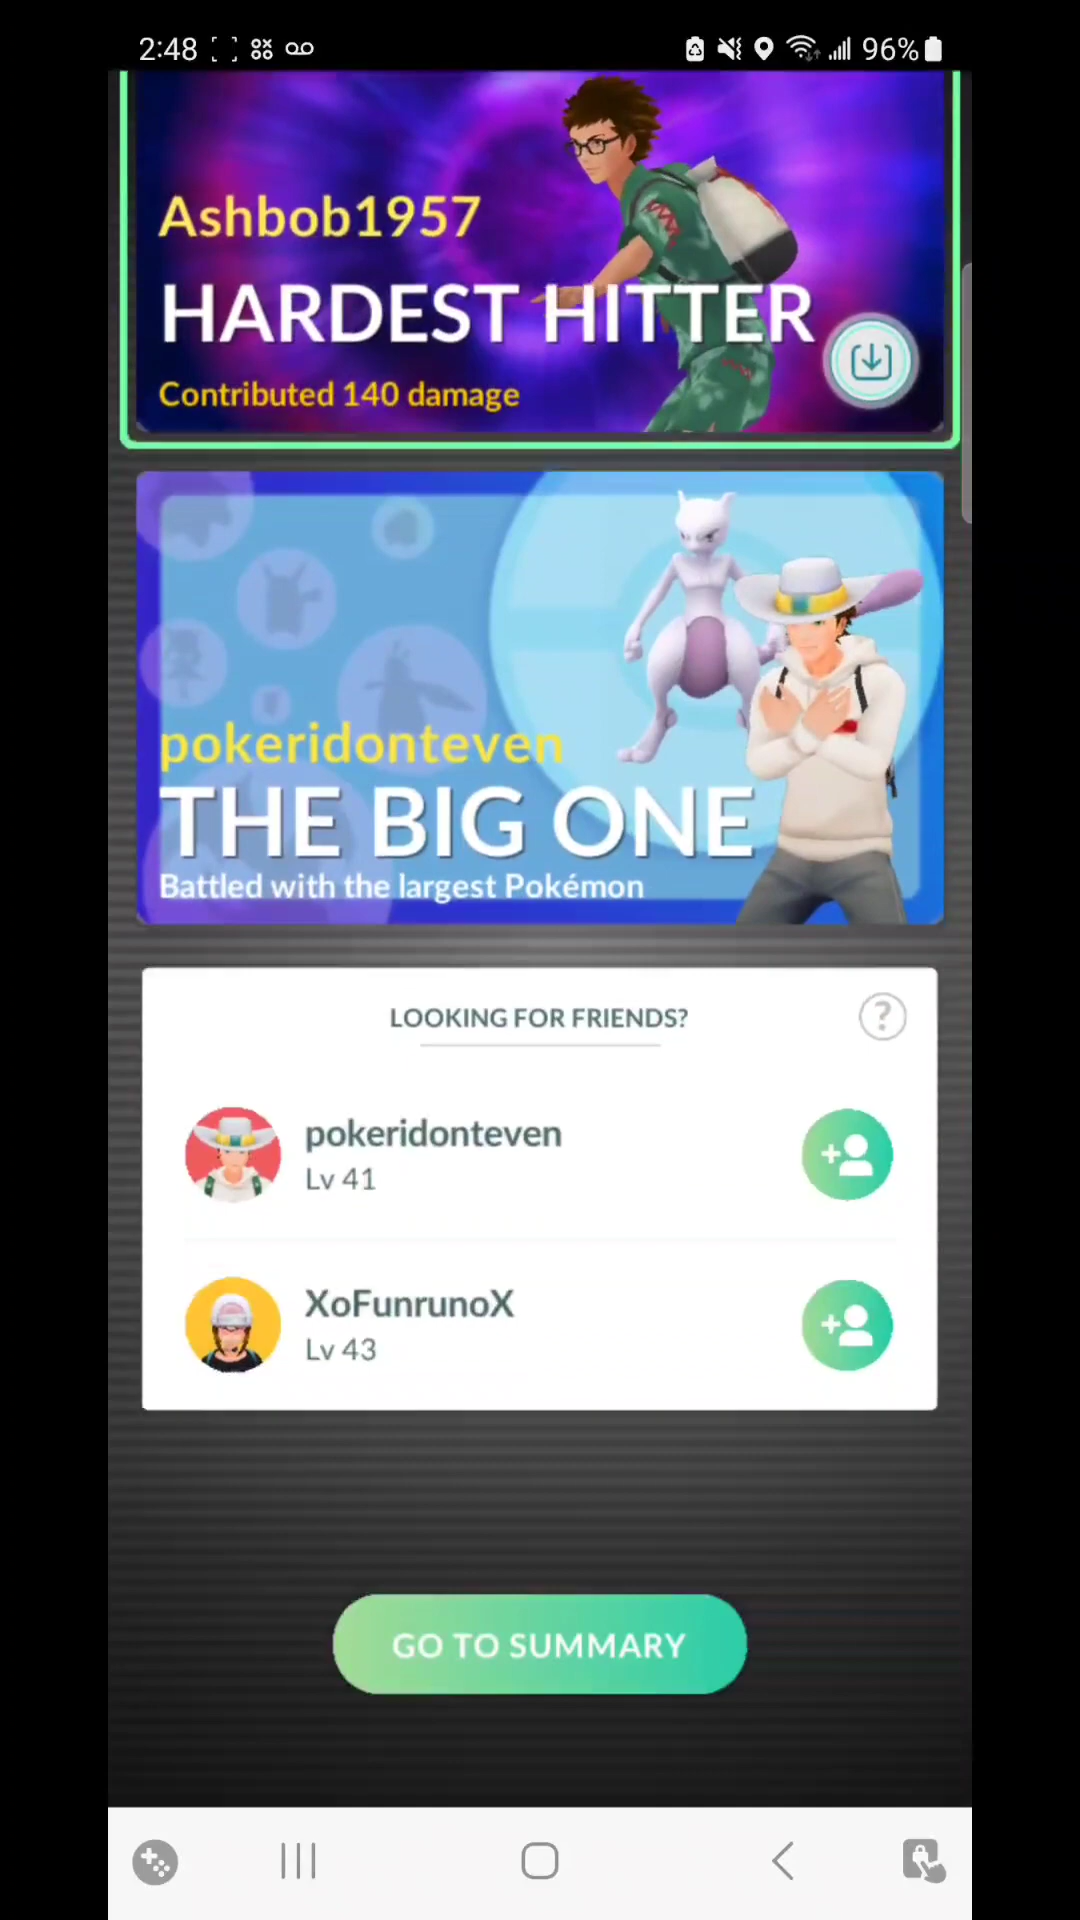 2:48
96%
Ashbob1957
HARDEST HITTER
Contributed 140 damage
pokeridonteven
THE BIG ONE
Battled with the largest Pokémon
LOOKING FOR FRIENDS?
?
pokeridonteven
Lv 41
XoFunrunoX
Lv 43
GO TO SUMMARY